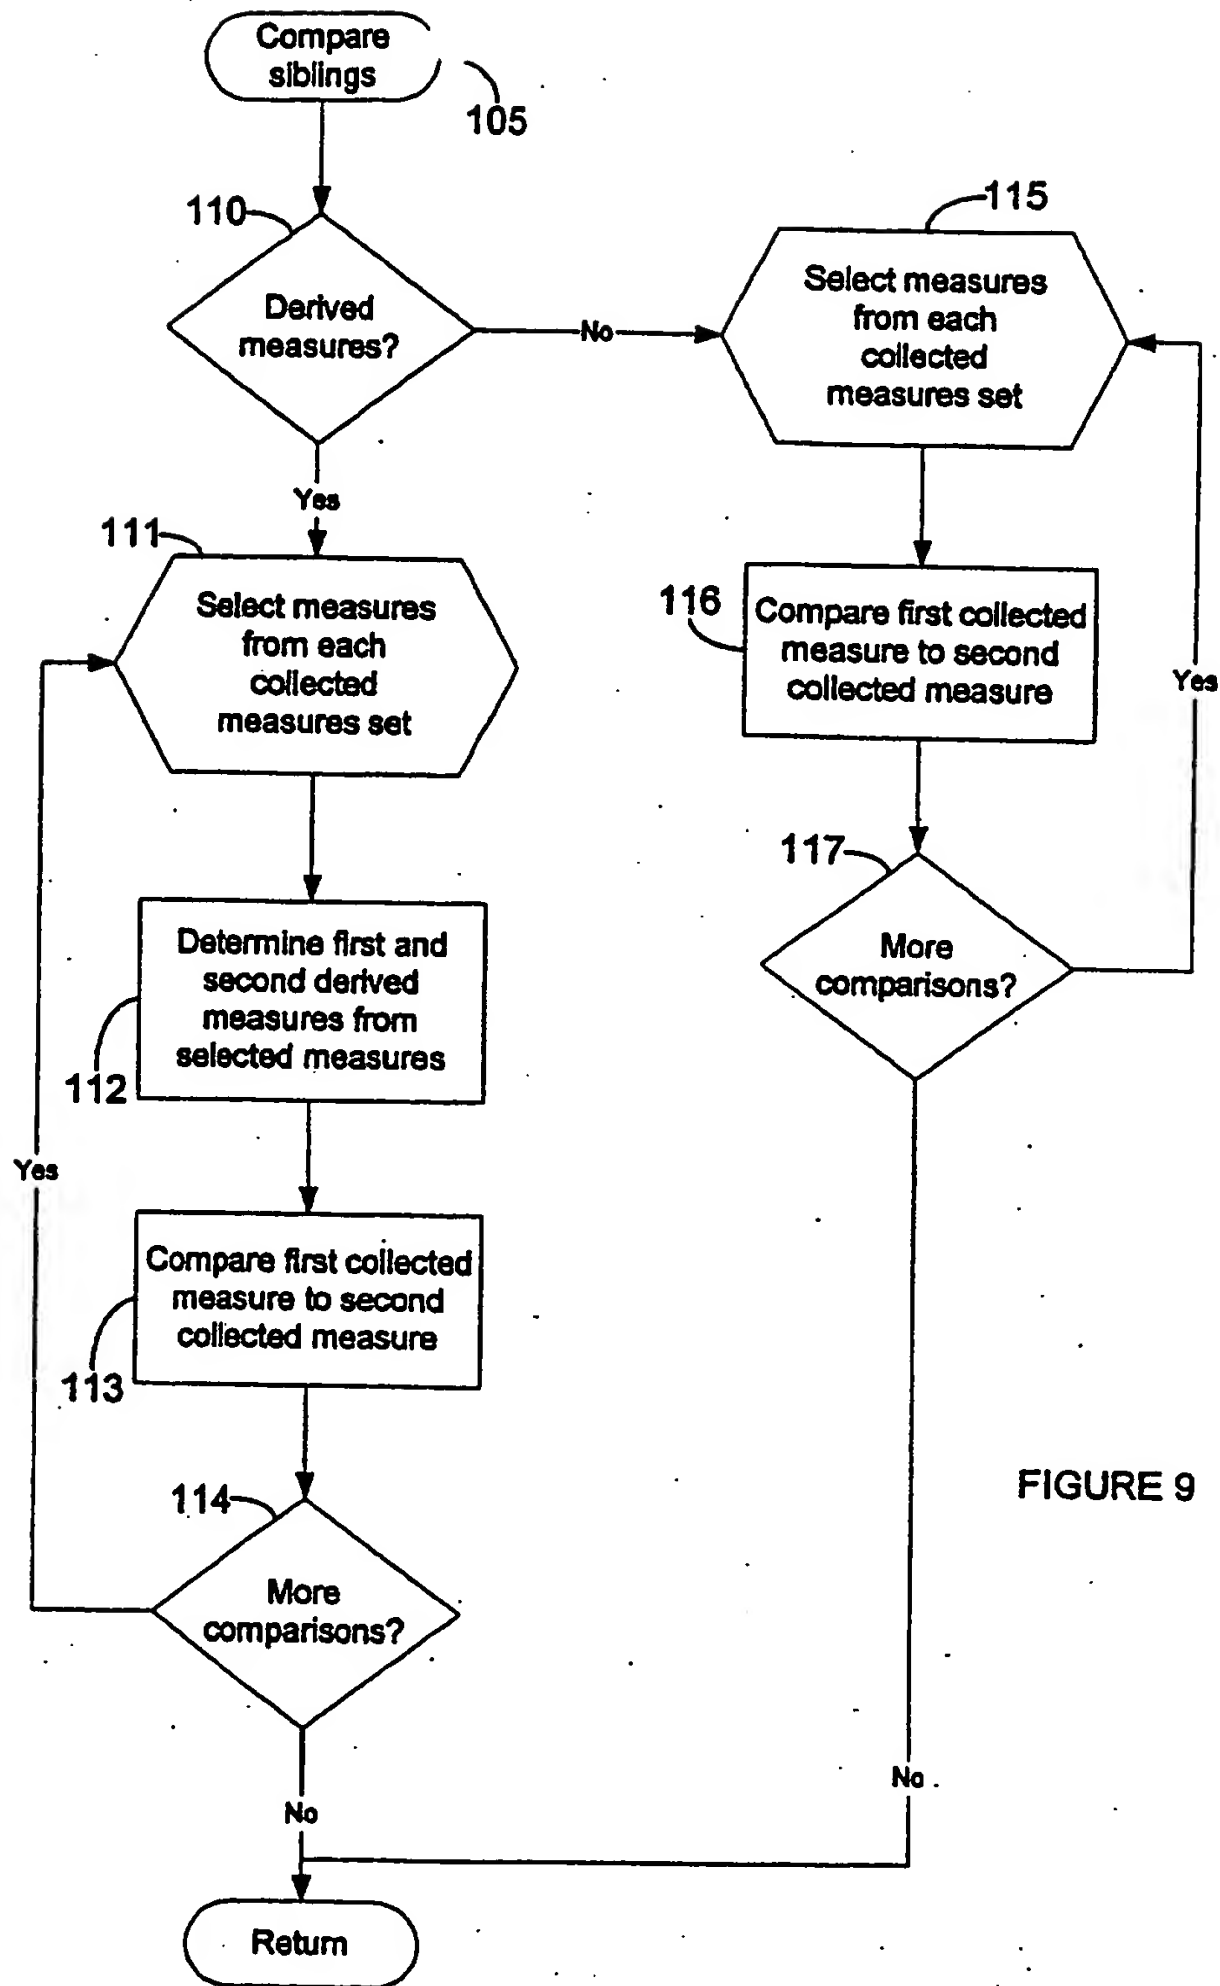 Compare
siblings
105
110
Derived
measures?
No
115
Select measures
from each
collected
measures set
Yes
111
Select measures
from each
collected
measures set
116
Compare first collected
measure to second
collected measure
Yes
117
More
comparisons?
Determine first and
second derived
measures from
selected measures
112
Yes
Compare first collected
measure to second
collected measure
113
FIGURE 9
114
More
comparisons?
No
No
Return